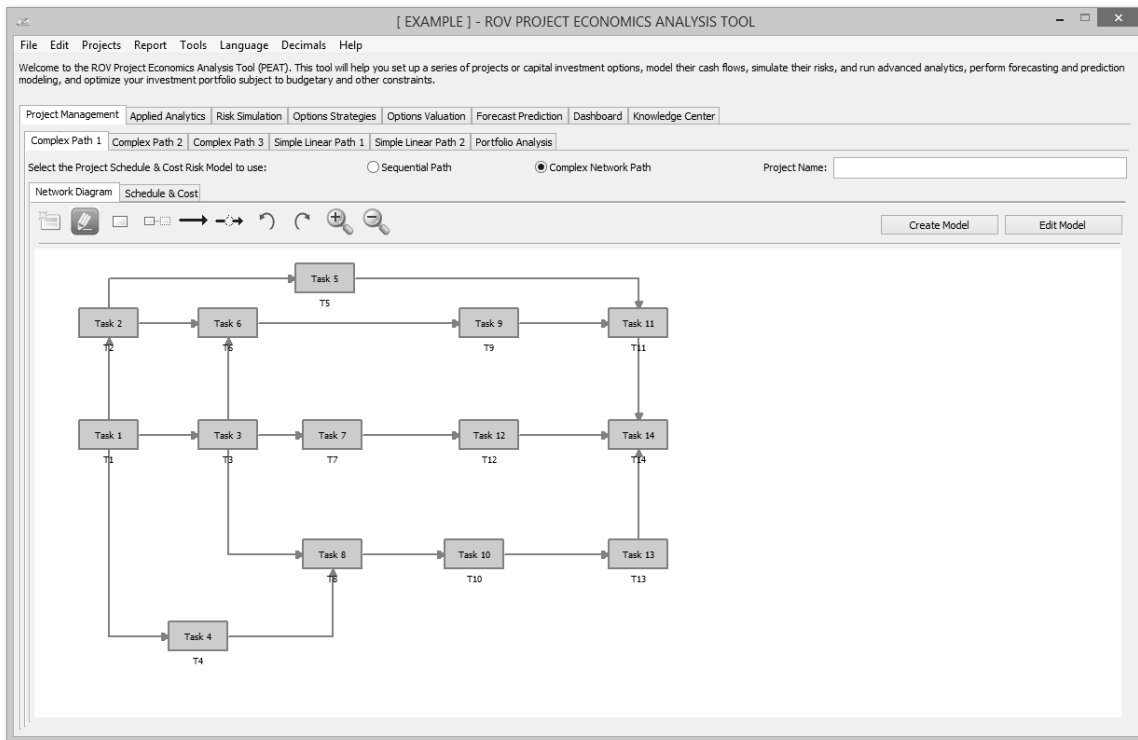 [ EXAMPLE ] - ROV PROJECT ECONOMICS ANALYSIS TOOL
File Edit Projects Report Tools Language Decimals Help
Welcome to the ROV Project Economics Analysis Tool (PEAT). This tool will help you set up a series of projects or capital investment options, model their cash flows, simulate their risks, and run advanced analytics, perform forecasting and prediction
modeling, and optimize your investment portfolio subject to budgetary and other constraints.
Project Management Applied Analytics Risk Simulation Options Strategies Options Valuation Forecast Prediction Dashboard Knowledge Center
Complex Path 1 Complex Path 2 Complex Path 3 Simple Linear Path 1 Simple Linear Path 2 Portfolio Analysis
Select the Project Schedule & Cost Risk Model to use: Sequential Path Complex Network Path Project Name:
Network Diagram Schedule & Cost
Create Model Edit Model
Task 5
T5
Task 2 Task 6 Task 9 Task 11
T2 T6 T9 T11
Task 1 Task 3 Task 7 Task 12 Task 14
T1 T3 T7 T12 T14
Task 8 Task 10 Task 13
T8 T10 T13
Task 4
T4